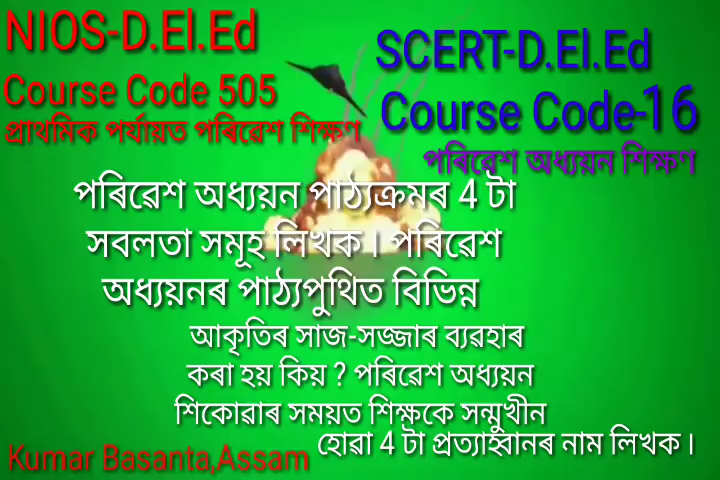 NIOS-D.El.Ed
Course Code 505
প্ৰাথমিক পৰ্যায়ত পৰিৱেশ শিক্ষণ
SCERT-D.El.Ed
Course Code-16
পৰিৱেশ অধ্যয়ন শিক্ষণ
পৰিৱেশ অধ্যয়ন পাঠ্যক্ৰমৰ 4 টা
সবলতা সমূহ লিখক । পৰিৱেশ
অধ্যয়নৰ পাঠ্যপুথিত বিভিন্ন
আকৃতিৰ সাজ-সজ্জাৰ ব্যৱহাৰ
কৰা হয় কিয় ? পৰিৱেশ অধ্যয়ন
শিকোৱাৰ সময়ত শিক্ষকে সন্মুখীন
হোৱা 4 টা প্ৰত্যাহ্বানৰ নাম লিখক ।
Kumar Basanta,Assam